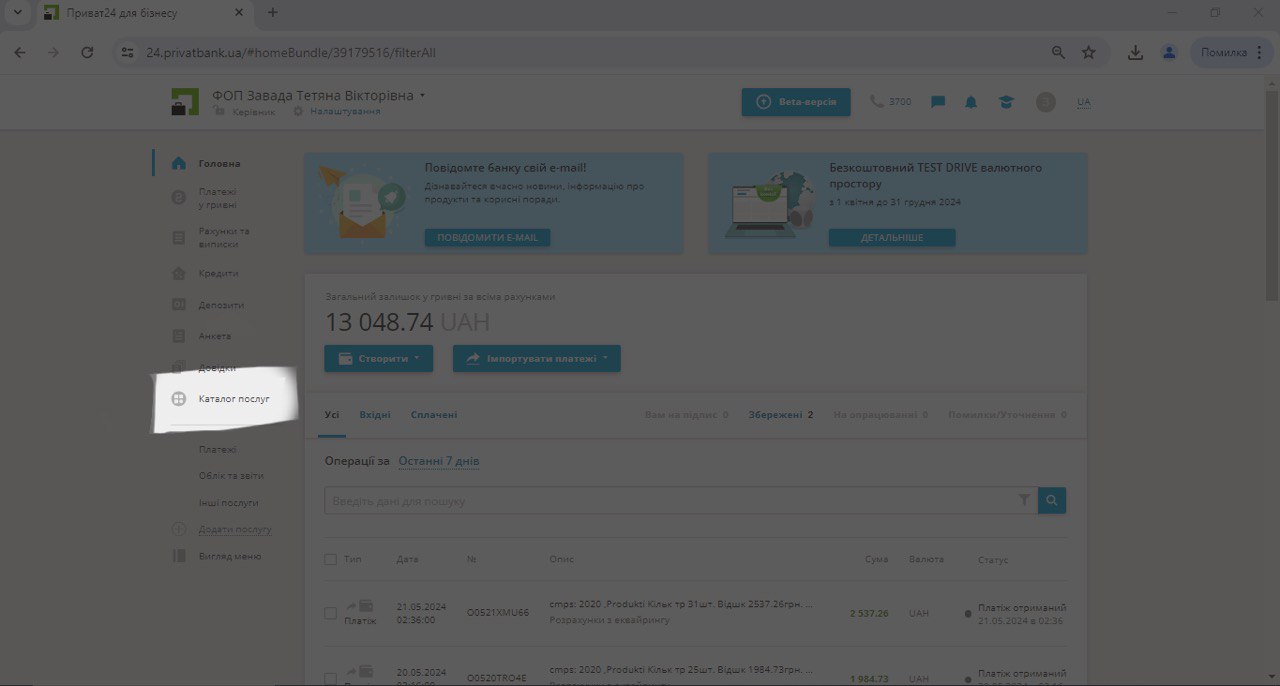 Приват24 для бізнесу
24.privatbank.ua/#homeBundle/39179516/filterAll
Помилка
ФОП Завада Тетяна Вікторівна
Керівник
Налаштування
Beta-версія
3700
UA
Головна
Платежі
у гривні
Рахунки та
виписки
Кредити
Депозити
Анкета
Довідки
Каталог послуг
Платежі
Облік та звіти
Інші послуги
Додати послугу
Вигляд меню
Повідомте банку свій e-mail!
Дізнавайтеся вчасно новини, інформацію про
продукти та корисні поради.
ПОВІДОМИТИ E-MAIL
Безкоштовний TEST DRIVE валютного
простору
з 1 квітня до 31 грудня 2024
ДЕТАЛЬНІШЕ
Загальний залишок у гривні за всіма рахунками
13 048.74 UAH
Створити
Імпортувати платежі
Усі
Вхідні
Сплачені
Вам на підпис 0
Збережені 2
На опрацюванні 0
Помилки/Уточнення 0
Операції за Останні 7 днів
Введіть дані для пошуку
Тип Дата № Опис Сума Валюта Статус
21.05.2024
02:36:00
Платіж
O0521XMU66
cmps: 2020 ,Produkti Кільк тр 31шт. Відшк 2537.26грн. ...
Розрахунки з еквайрингу
2 537.26
UAH
Платіж отриманий
21.05.2024 в 02:36
20.05.2024
O0520TRO4E
cmps: 2020 ,Produkti Кільк тр 25шт. Відшк 1984.73грн. ...
1 984.73
UAH
Платіж отриманий